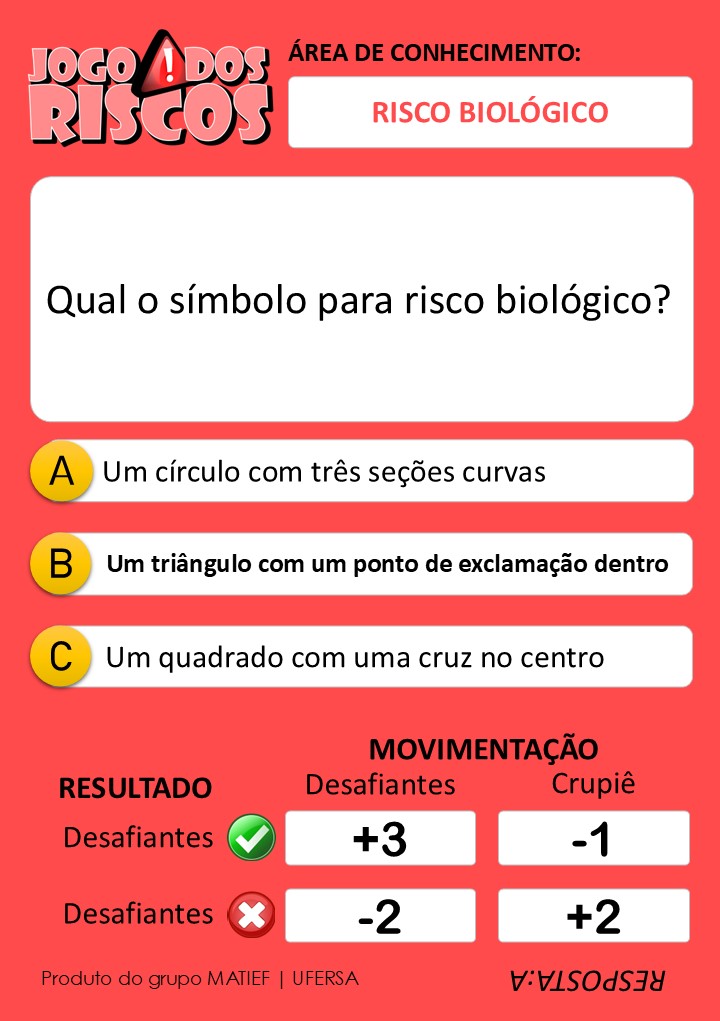 JOGO DOS
RISCOS
ÁREA DE CONHECIMENTO:
RISCO BIOLÓGICO
Qual o símbolo para risco biológico?
A Um círculo com três seções curvas
B Um triângulo com um ponto de exclamação dentro
C Um quadrado com uma cruz no centro
MOVIMENTAÇÃO
RESULTADO Desafiantes Crupiê
Desafiantes +3 -1
Desafiantes -2 +2
Produto do grupo MATIEF | UFERSA
RESPOSTA:A